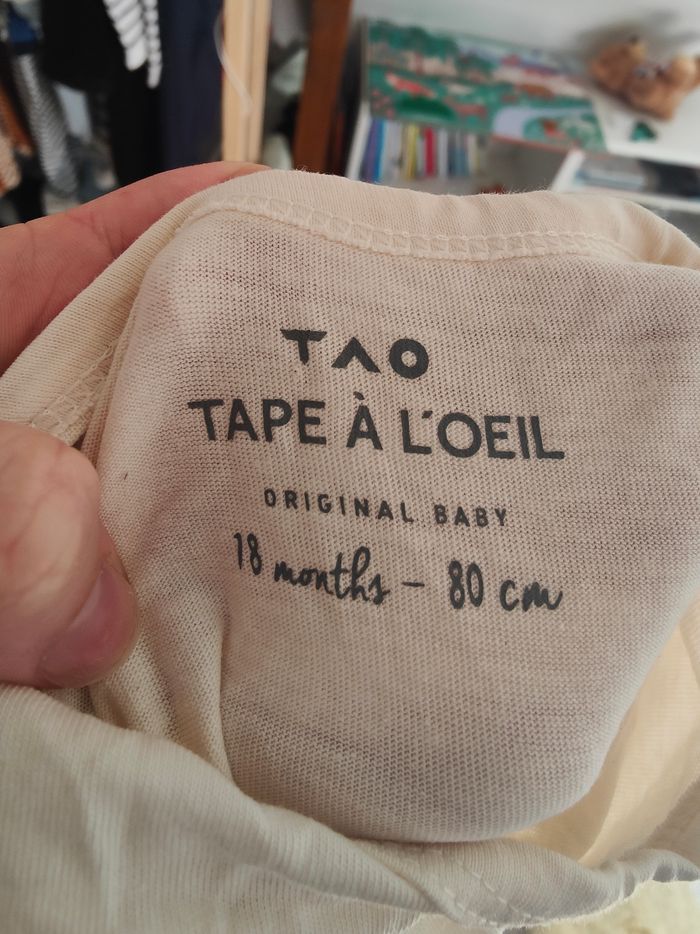 TAO
TAPE À L'OEIL
ORIGINAL BABY
18 months - 80 cm